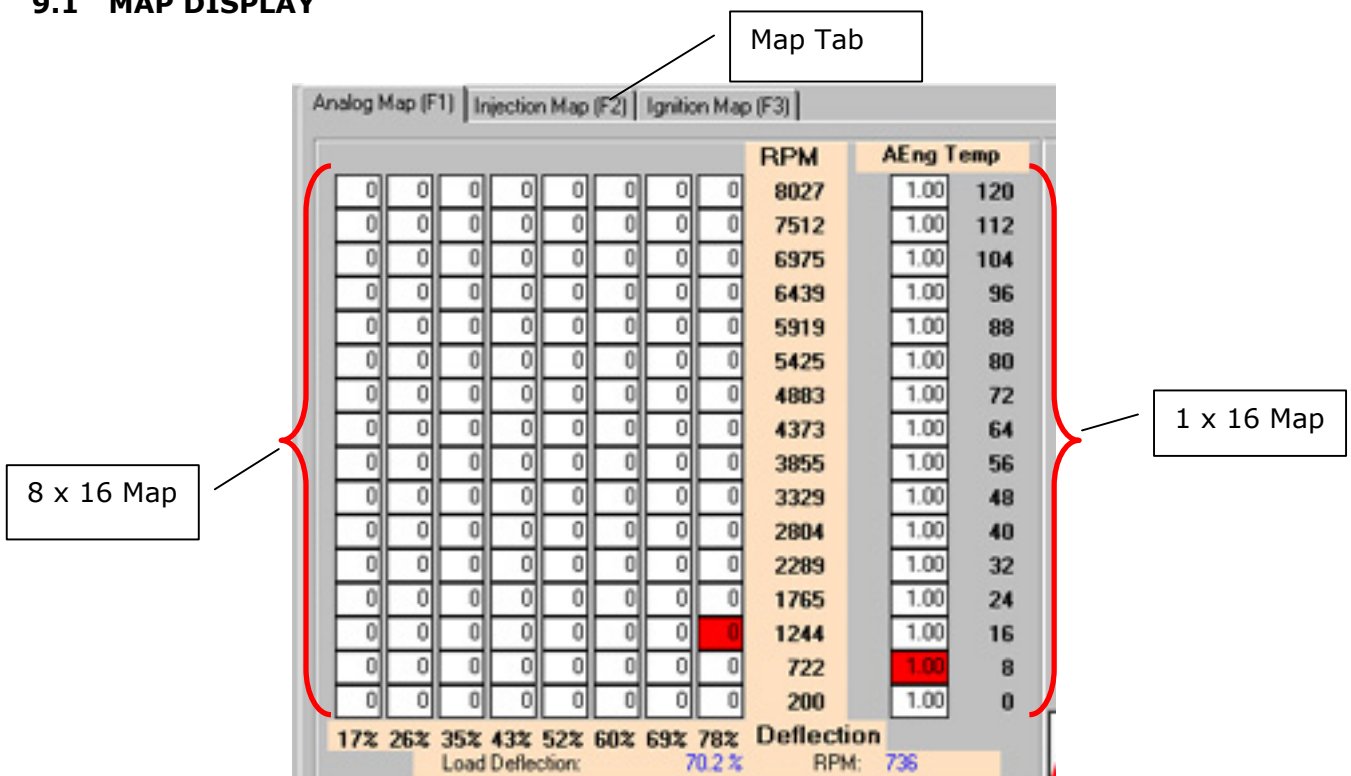 9.1 MAP DISPLAY
Map Tab
Analog Map (F1) Injection Map (F2) Ignition Map (F3)
RPM AEng Temp
0 0 0 0 0 0 0 0 8027 1.00 120
0 0 0 0 0 0 0 0 7512 1.00 112
0 0 0 0 0 0 0 0 6975 1.00 104
0 0 0 0 0 0 0 0 6439 1.00 96
0 0 0 0 0 0 0 0 5919 1.00 88
0 0 0 0 0 0 0 0 5425 1.00 80
0 0 0 0 0 0 0 0 4883 1.00 72
0 0 0 0 0 0 0 0 4373 1.00 64
1 x 16 Map
0 0 0 0 0 0 0 0 3855 1.00 56
8 x 16 Map
0 0 0 0 0 0 0 0 3329 1.00 48
0 0 0 0 0 0 0 0 2804 1.00 40
0 0 0 0 0 0 0 0 2289 1.00 32
0 0 0 0 0 0 0 0 1765 1.00 24
0 0 0 0 0 0 0 0 1244 1.00 16
0 0 0 0 0 0 0 0 722 1.00 8
0 0 0 0 0 0 0 0 200 1.00 0
17% 26% 35% 43% 52% 60% 69% 78% Deflection
Load Deflection: 70.2 % RPM: 736